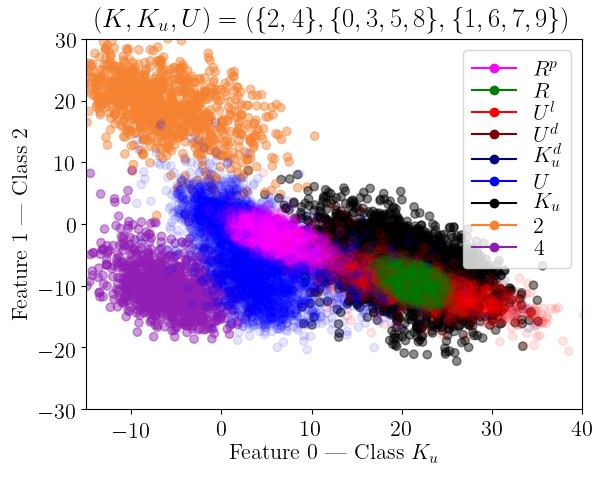 (K, K_u, U) = ({2, 4}, {0, 3, 5, 8}, {1, 6, 7, 9})
30
20
10
0
−10
−20
−30
Feature 1 — Class 2
R^p
R
U^l
U^d
K_u^d
U
K_u
2
4
−10 0 10 20 30 40
Feature 0 — Class K_u